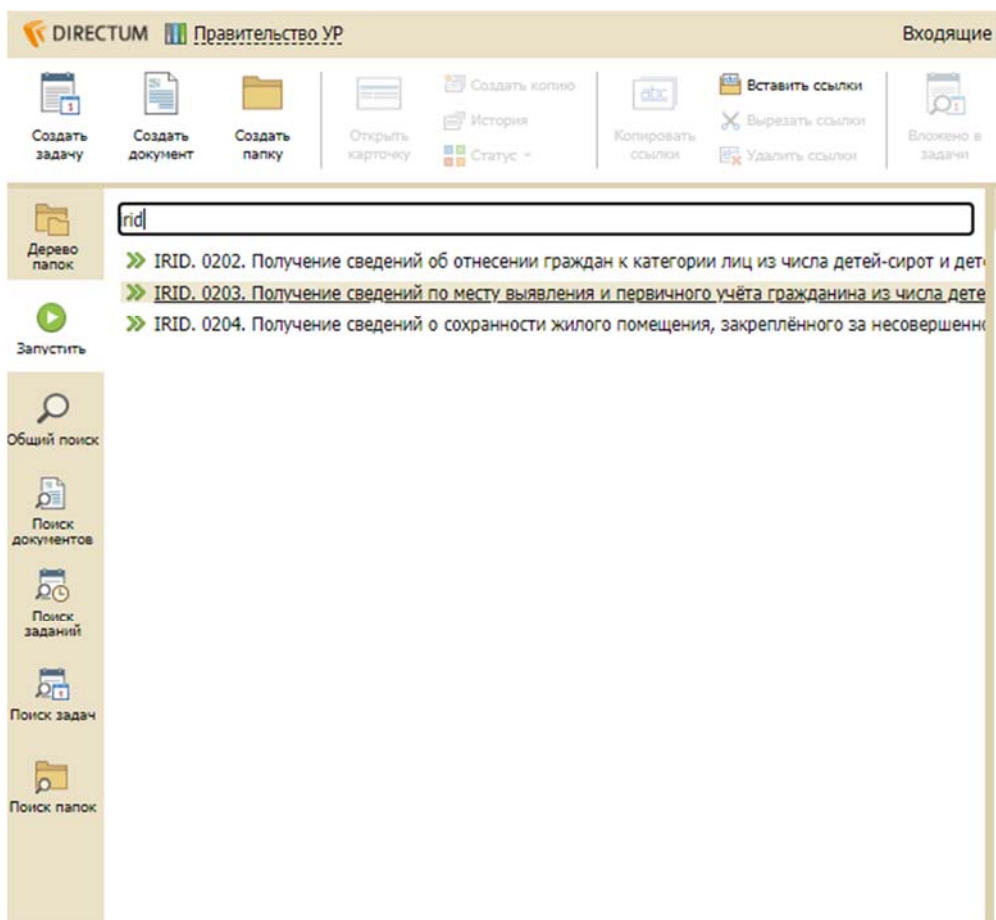 DIRECTUM Правительство УР Входящие
Создать задачу
Создать документ
Создать папку
Открыть карточку
Создать копию
История
Статус
Копировать ссылки
Вставить ссылки
Вырезать ссылки
Удалить ссылки
Вложено в задачи
Дерево папок
Запустить
Общий поиск
Поиск документов
Поиск заданий
Поиск задач
Поиск папок
irid
IRID. 0202. Получение сведений об отнесении граждан к категории лиц из числа детей-сирот и дет
IRID. 0203. Получение сведений по месту выявления и первичного учёта гражданина из числа дете
IRID. 0204. Получение сведений о сохранности жилого помещения, закреплённого за несовершенн